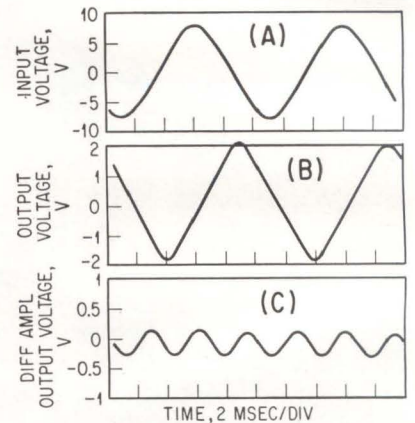 INPUT
VOLTAGE,
V
10
5
0
-5
-10
(A)
OUTPUT
VOLTAGE,
V
2
1
0
-1
-2
(B)
DIFF AMPL
OUTPUT VOLTAGE,
V
1
0.5
0
-0.5
-1
(C)
TIME, 2 MSEC/DIV